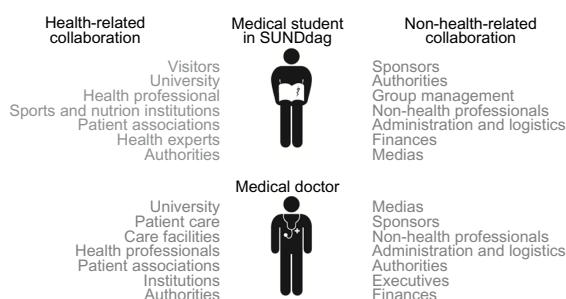 Health-related
collaboration
Medical student
in SUNDdag
Non-health-related
collaboration
Visitors
University
Health professional
Sports and nutrion institutions
Patient associations
Health experts
Authorities
Sponsors
Authorities
Group management
Non-health professionals
Administration and logistics
Finances
Medias
Medical doctor
University
Patient care
Care facilities
Health professionals
Patient associations
Institutions
Authorities
Medias
Sponsors
Non-health professionals
Administration and logistics
Authorities
Executives
Finances